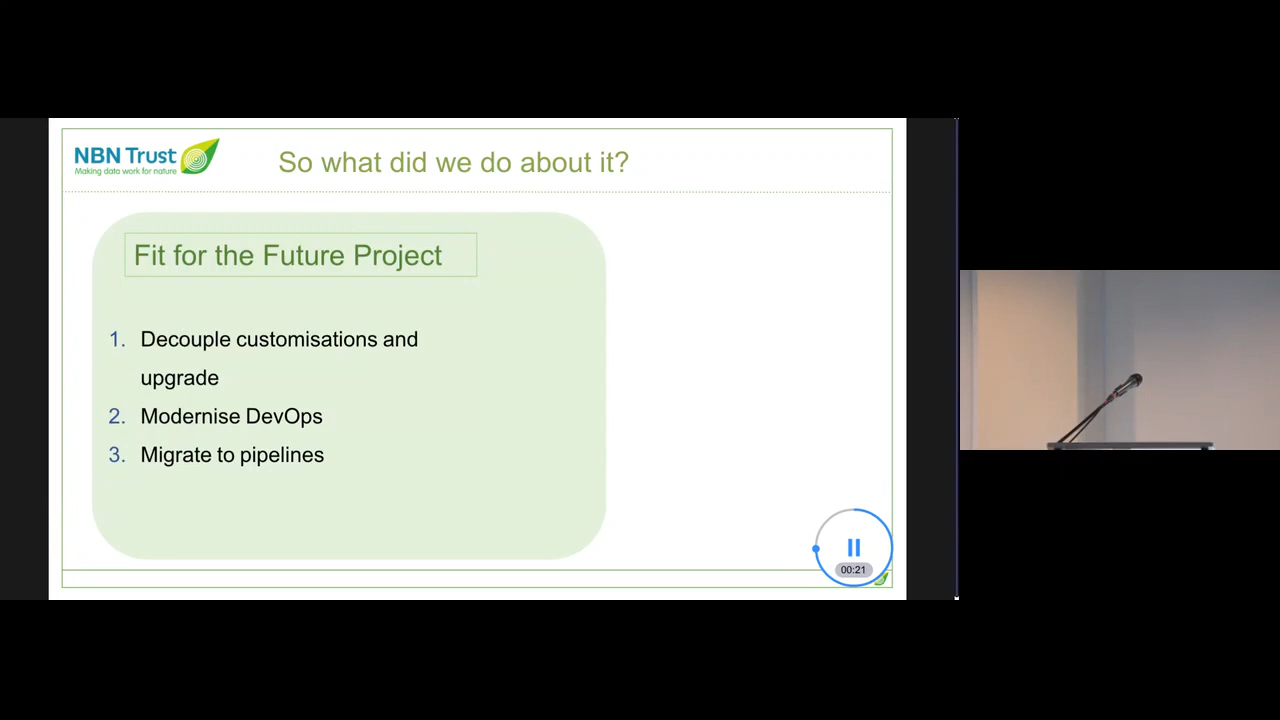 NBN Trust
Making data work for nature
So what did we do about it?
Fit for the Future Project
1. Decouple customisations and
upgrade
2. Modernise DevOps
3. Migrate to pipelines
00:21